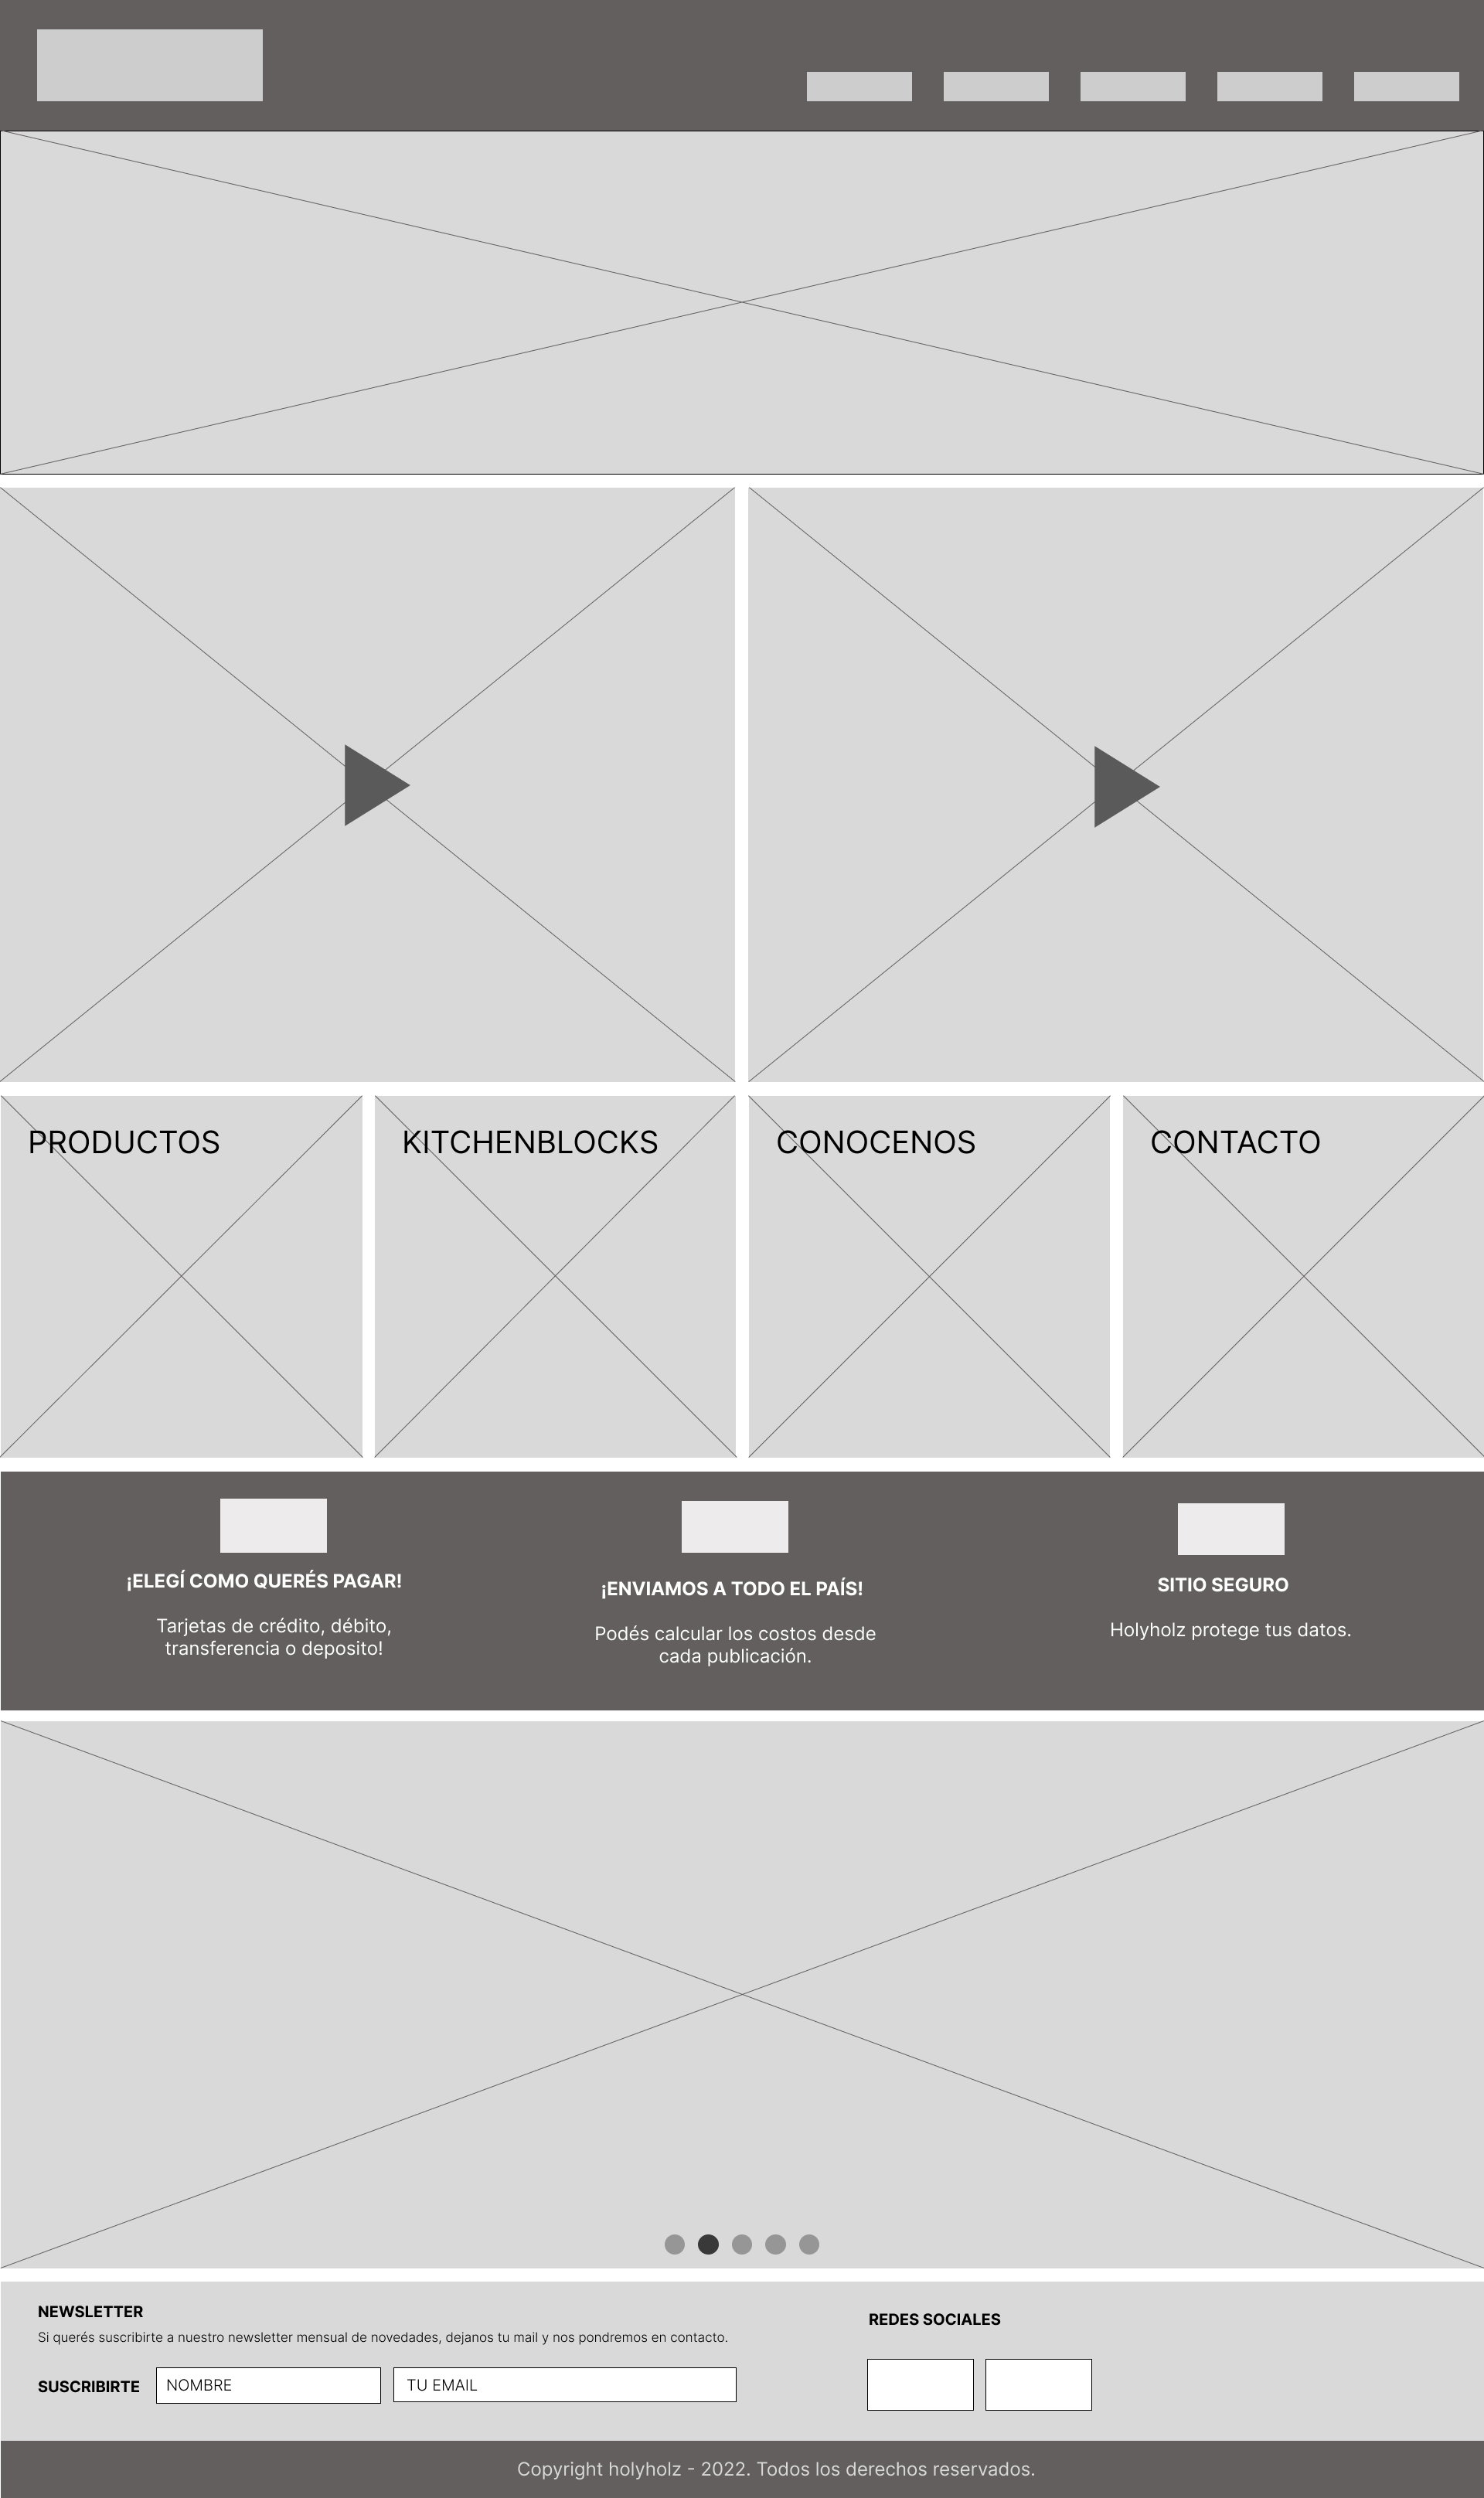 PRODUCTOS
KITCHENBLOCKS
CONOCENOS
CONTACTO
¡ELEGÍ COMO QUERÉS PAGAR!
Tarjetas de crédito, débito,
transferencia o deposito!
¡ENVIAMOS A TODO EL PAÍS!
Podés calcular los costos desde
cada publicación.
SITIO SEGURO
Holyholz protege tus datos.
NEWSLETTER
Si querés suscribirte a nuestro newsletter mensual de novedades, dejanos tu mail y nos pondremos en contacto.
SUSCRIBIRTE
NOMBRE
TU EMAIL
REDES SOCIALES
Copyright holyholz - 2022. Todos los derechos reservados.